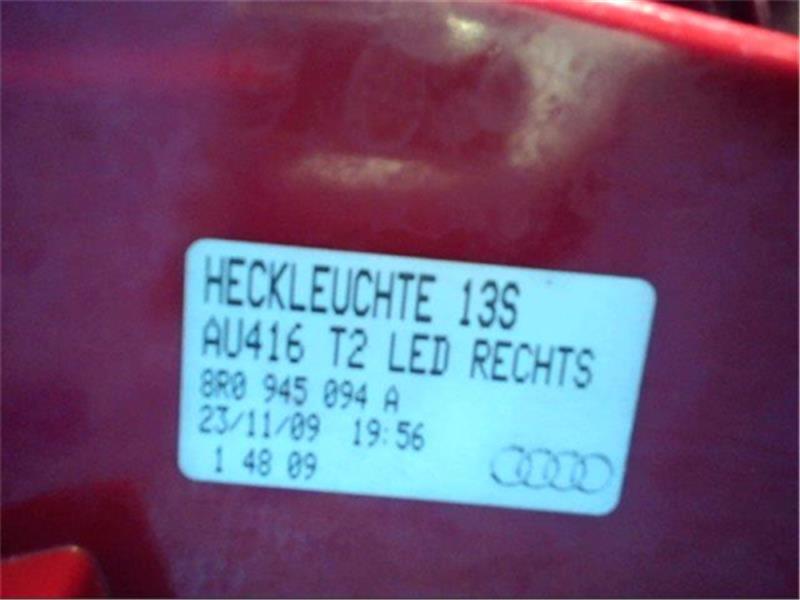 HECKLEUCHTE 13S
AU416 T2 LED RECHTS
8R0 945 094 A
23/11/09 19:56
1 48 09